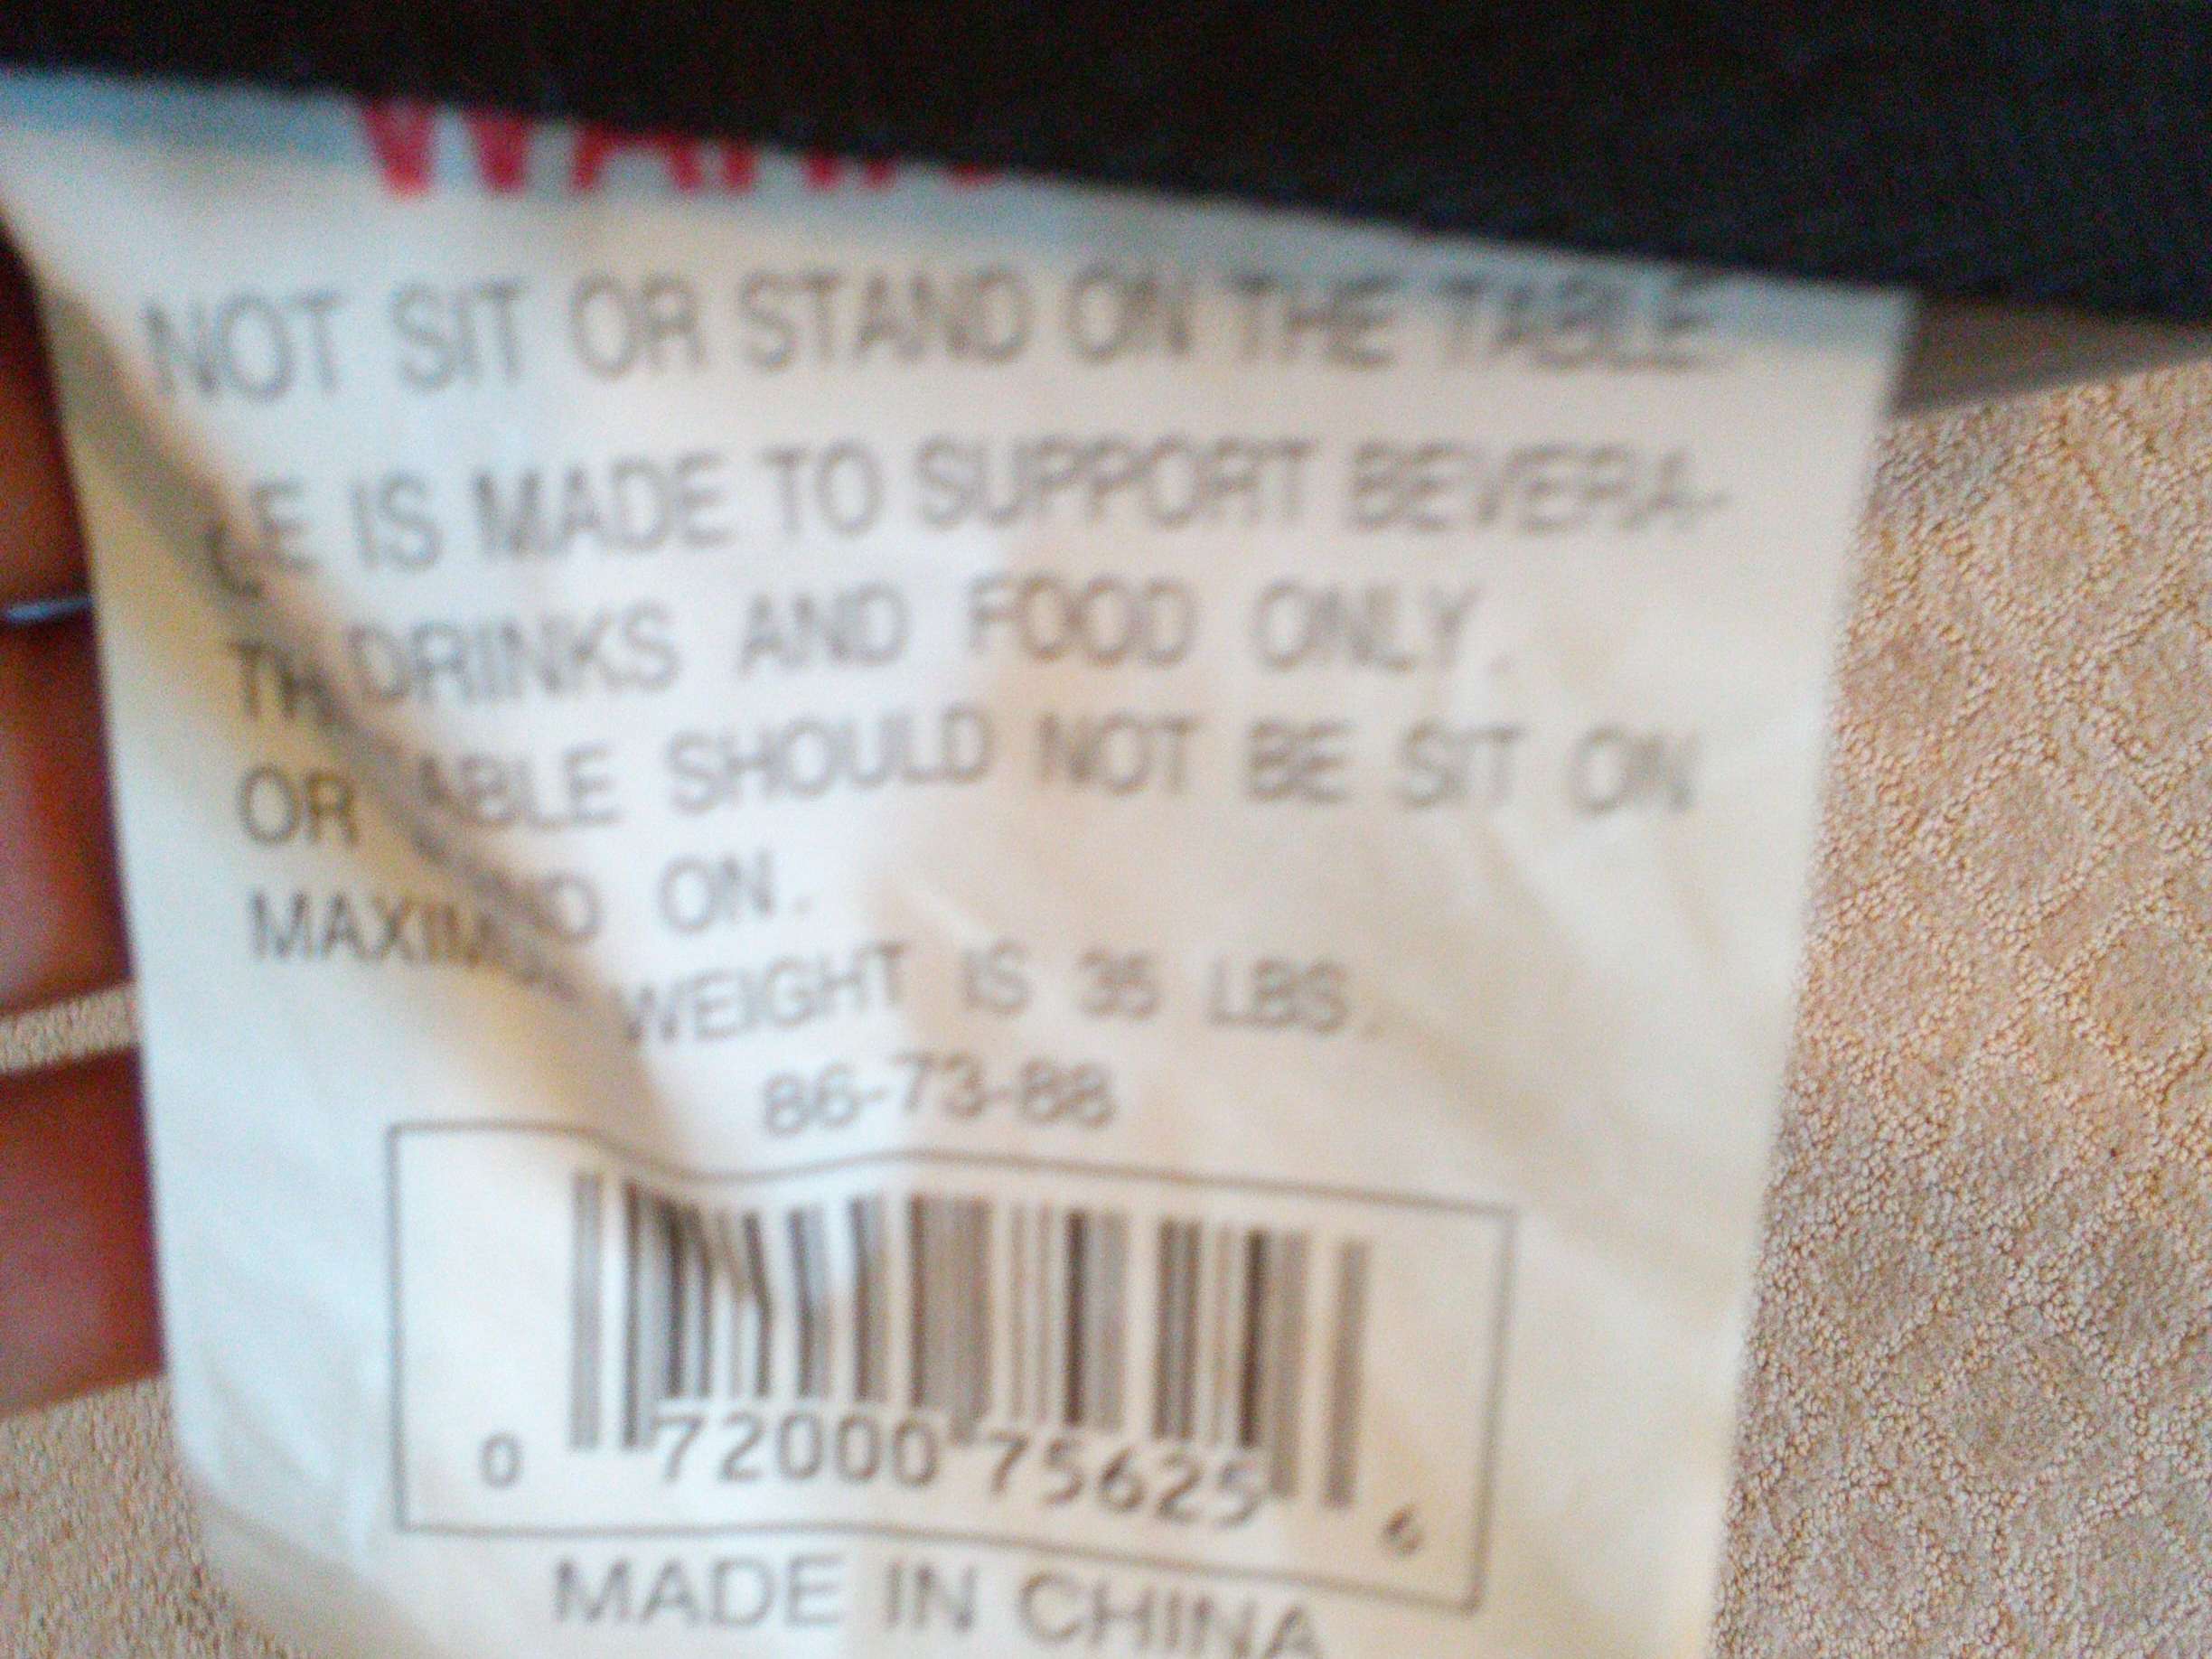 NOT SIT OR STAND ON THE TABLE
IS MADE TO SUPPORT BEVERA-
DRINKS AND FOOD ONLY.
SHOULD NOT BE SIT ON
OR ON.
WEIGHT IS 35 LBS.
86-73-88
0 72000 75625 6
MADE IN CHINA